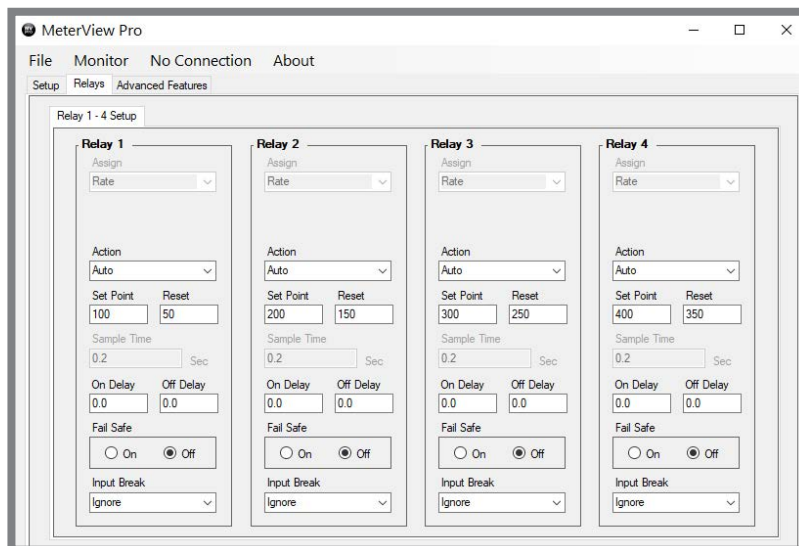 MeterView Pro
File Monitor No Connection About
Setup Relays Advanced Features
Relay 1 - 4 Setup
Relay 1
Assign
Rate
Action
Auto
Set Point Reset
100 50
Sample Time
0.2 Sec
On Delay Off Delay
0.0 0.0
Fail Safe
On Off
Input Break
Ignore
Relay 2
Assign
Rate
Action
Auto
Set Point Reset
200 150
Sample Time
0.2 Sec
On Delay Off Delay
0.0 0.0
Fail Safe
On Off
Input Break
Ignore
Relay 3
Assign
Rate
Action
Auto
Set Point Reset
300 250
Sample Time
0.2 Sec
On Delay Off Delay
0.0 0.0
Fail Safe
On Off
Input Break
Ignore
Relay 4
Assign
Rate
Action
Auto
Set Point Reset
400 350
Sample Time
0.2 Sec
On Delay Off Delay
0.0 0.0
Fail Safe
On Off
Input Break
Ignore